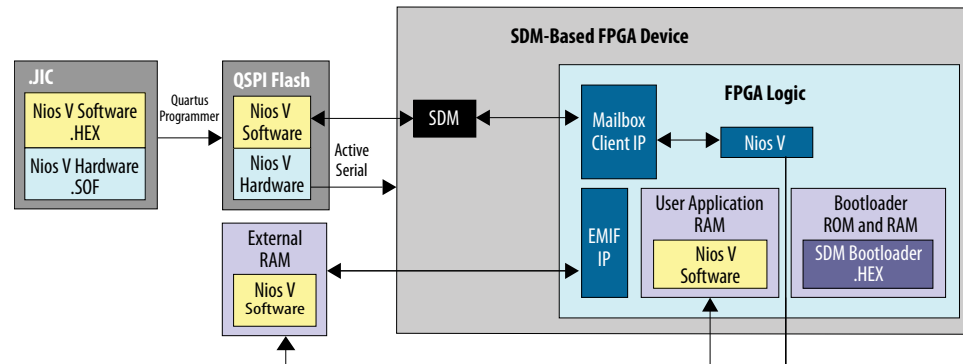 SDM-Based FPGA Device
.JIC
Nios V Software
.HEX
Nios V Hardware
.SOF
Quartus
Programmer
QSPI Flash
Nios V
Software
Nios V
Hardware
Active
Serial
SDM
FPGA Logic
Mailbox
Client IP
Nios V
External
RAM
Nios V
Software
EMIF
IP
User Application
RAM
Nios V
Software
Bootloader
ROM and RAM
SDM Bootloader
.HEX